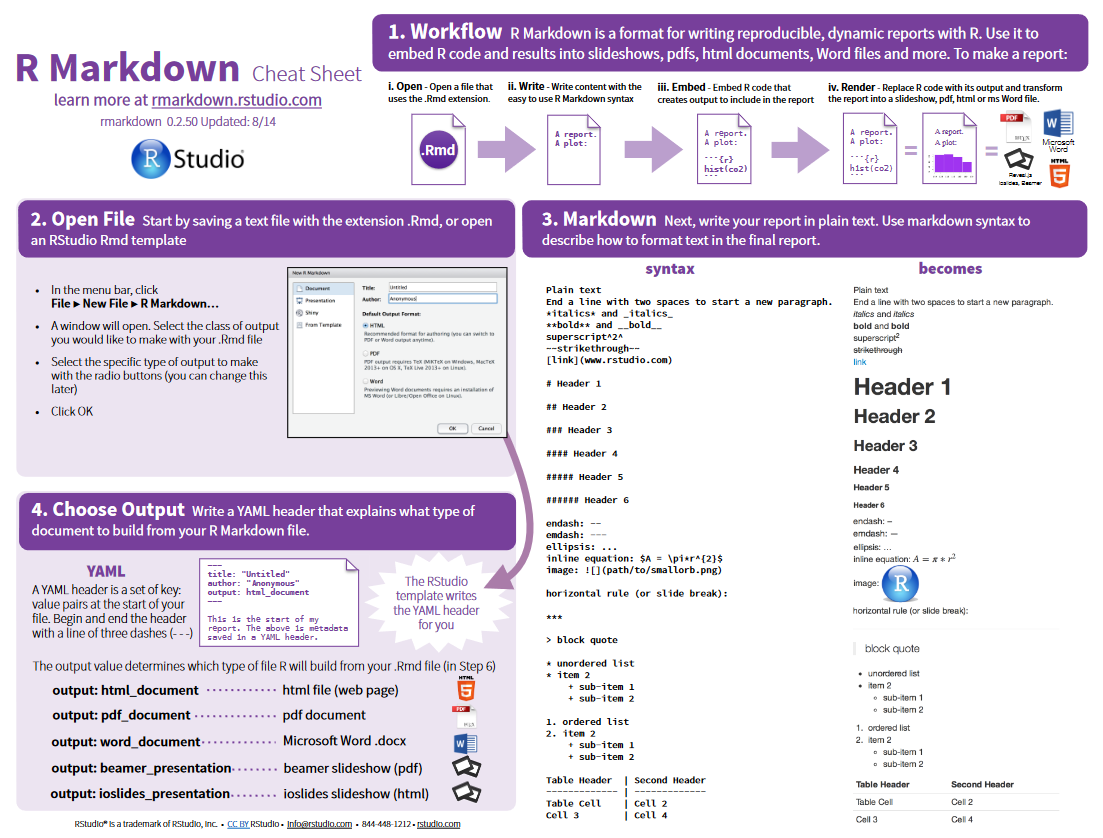 R Markdown Cheat Sheet
learn more at rmarkdown.rstudio.com
rmarkdown 0.2.50 Updated: 8/14
R Studio®
1. Workflow R Markdown is a format for writing reproducible, dynamic reports with R. Use it to
embed R code and results into slideshows, pdfs, html documents, Word files and more. To make a report:
i. Open - Open a file that
uses the .Rmd extension.
ii. Write - Write content with the
easy to use R Markdown syntax
iii. Embed - Embed R code that
creates output to include in the report
iv. Render - Replace R code with its output and transform
the report into a slideshow, pdf, html or ms Word file.
.Rmd
A report.
A plot:
A report.
A plot:
```{r}
hist(co2)
```
A report.
A plot:
```{r}
hist(co2)
```
=
A report.
A plot:
=
PDF
Microsoft
Word
Reveal.js
ioslides, Beamer
HTML
5
2. Open File Start by saving a text file with the extension .Rmd, or open
an RStudio Rmd template
• In the menu bar, click
File ▸ New File ▸ R Markdown…
• A window will open. Select the class of output
you would like to make with your .Rmd file
• Select the specific type of output to make
with the radio buttons (you can change this
later)
• Click OK
New R Markdown
Document
Presentation
Shiny
From Template
Title: Untitled
Author: Anonymous
Default Output Format:
HTML
Recommended format for authoring (you can switch to
PDF or Word output anytime).
PDF
PDF output requires TeX (MiKTeX on Windows, MacTeX
2013+ on OS X, TeX Live 2013+ on Linux).
Word
Previewing Word documents requires an installation of
MS Word (or Libre/Open Office on Linux).
OK Cancel
3. Markdown Next, write your report in plain text. Use markdown syntax to
describe how to format text in the final report.
syntax
Plain text
End a line with two spaces to start a new paragraph.
*italics* and _italics_
**bold** and __bold__
superscript^2^
~~strikethrough~~
[link](www.rstudio.com)
# Header 1
## Header 2
### Header 3
#### Header 4
##### Header 5
###### Header 6
endash: --
emdash: ---
ellipsis: ...
inline equation: $A = \pi*r^{2}$
image: ![](path/to/smallorb.png)
horizontal rule (or slide break):
***
> block quote
* unordered list
* item 2
+ sub-item 1
+ sub-item 2
1. ordered list
2. item 2
+ sub-item 1
+ sub-item 2
Table Header | Second Header
------------- | -------------
Table Cell | Cell 2
Cell 3 | Cell 4
becomes
Plain text
End a line with two spaces to start a new paragraph.
italics and italics
bold and bold
superscript²
strikethrough
link
Header 1
Header 2
Header 3
Header 4
Header 5
Header 6
endash: –
emdash: —
ellipsis: …
inline equation: A = π * r²
image: R
horizontal rule (or slide break):
block quote
• unordered list
• item 2
◦ sub-item 1
◦ sub-item 2
1. ordered list
2. item 2
◦ sub-item 1
◦ sub-item 2
Table Header Second Header
Table Cell Cell 2
Cell 3 Cell 4
4. Choose Output Write a YAML header that explains what type of
document to build from your R Markdown file.
YAML
A YAML header is a set of key:
value pairs at the start of your
file. Begin and end the header
with a line of three dashes (- - -)
---
title: "Untitled"
author: "Anonymous"
output: html_document
---
This is the start of my
report. The above is metadata
saved in a YAML header.
The RStudio
template writes
the YAML header
for you
The output value determines which type of file R will build from your .Rmd file (in Step 6)
output: html_document html file (web page)
HTML
5
output: pdf_document pdf document
PDF
output: word_document Microsoft Word .docx
W
output: beamer_presentation beamer slideshow (pdf)
output: ioslides_presentation ioslides slideshow (html)
RStudio® is a trademark of RStudio, Inc. • CC BY RStudio • info@rstudio.com • 844-448-1212 • rstudio.com